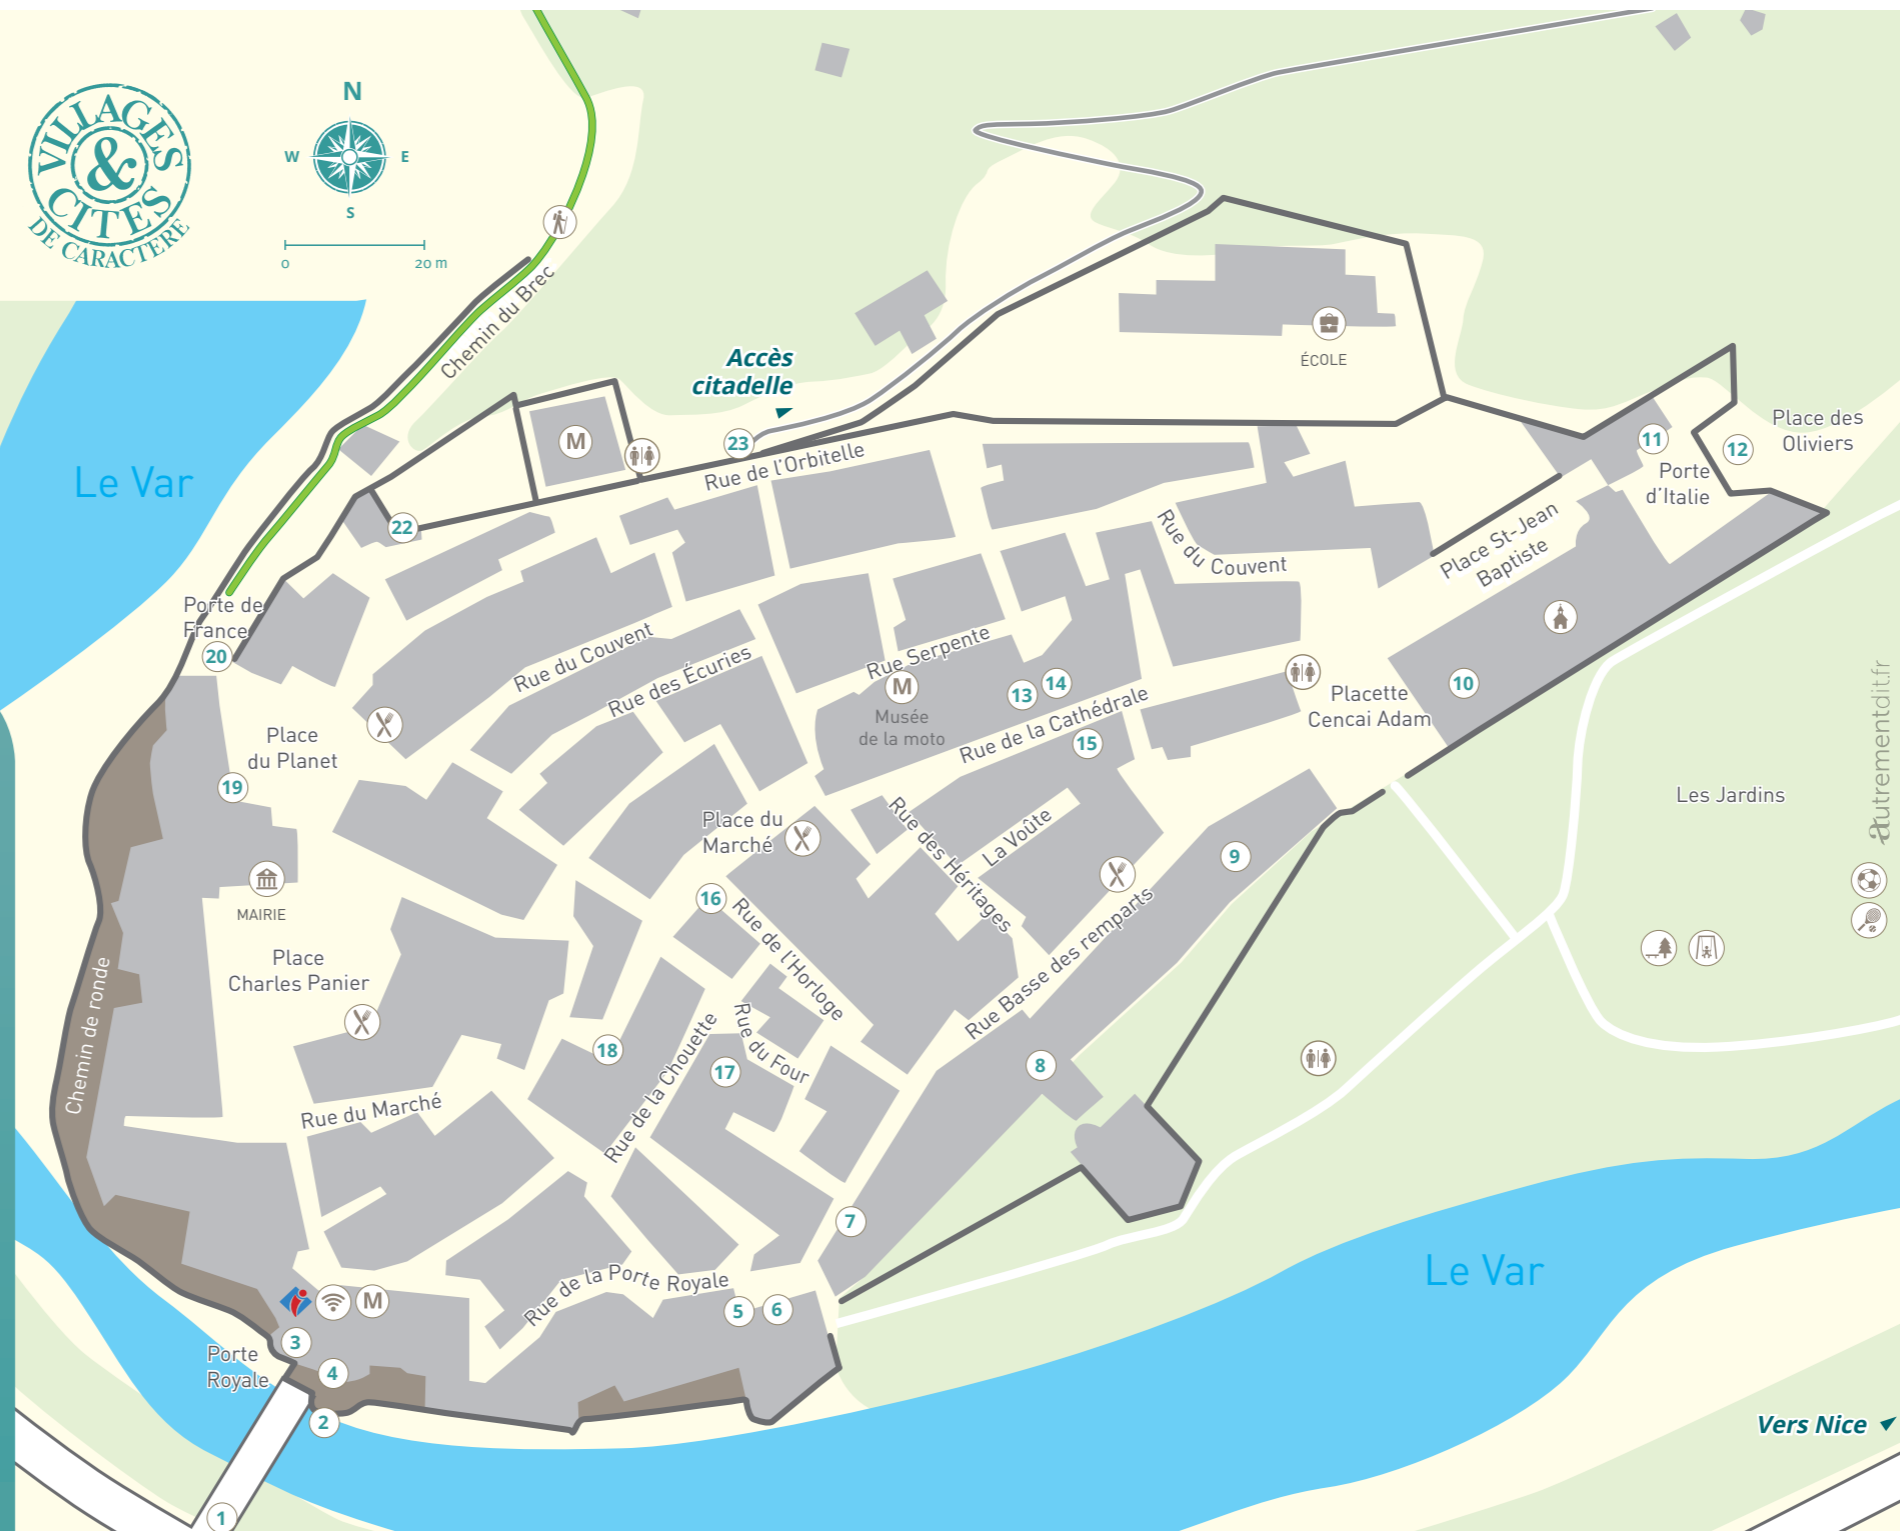 VILLAGES
&
CITÉS
DE CARACTÈRE
N
W
E
S
0
20 m
Chemin du Brec
Le Var
Accès
citadelle
23
M
Rue de l'Orbitelle
ÉCOLE
11
12
Place des
Oliviers
Porte
d'Italie
22
Rue du Couvent
Place St-Jean
Baptiste
Porte de
France
20
Rue du Couvent
Rue des Écuries
Rue Serpente
M
Musée
de la moto
13
14
Rue de la Cathédrale
15
Placette
Cencai Adam
10
Place
du Planet
19
Les Jardins
autrementdit.fr
Place du
Marché
Rue des Héritages
La Voûte
9
MAIRIE
16
Rue de l'Horloge
Rue Basse des remparts
Place
Charles Panier
Chemin de ronde
18
Rue de la Chouette
Rue du Four
17
8
Rue du Marché
7
Le Var
Rue de la Porte Royale
M
5
6
3
Porte
Royale
4
2
1
Vers Nice